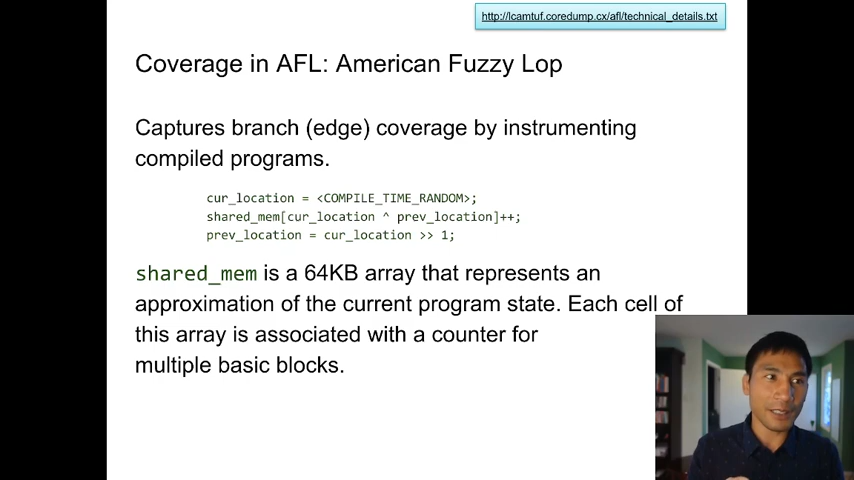 http://lcamtuf.coredump.cx/afl/technical_details.txt
Coverage in AFL: American Fuzzy Lop
Captures branch (edge) coverage by instrumenting
compiled programs.
cur_location = <COMPILE_TIME_RANDOM>;
shared_mem[cur_location ^ prev_location]++;
prev_location = cur_location >> 1;
shared_mem is a 64KB array that represents an
approximation of the current program state. Each cell of
this array is associated with a counter for
multiple basic blocks.